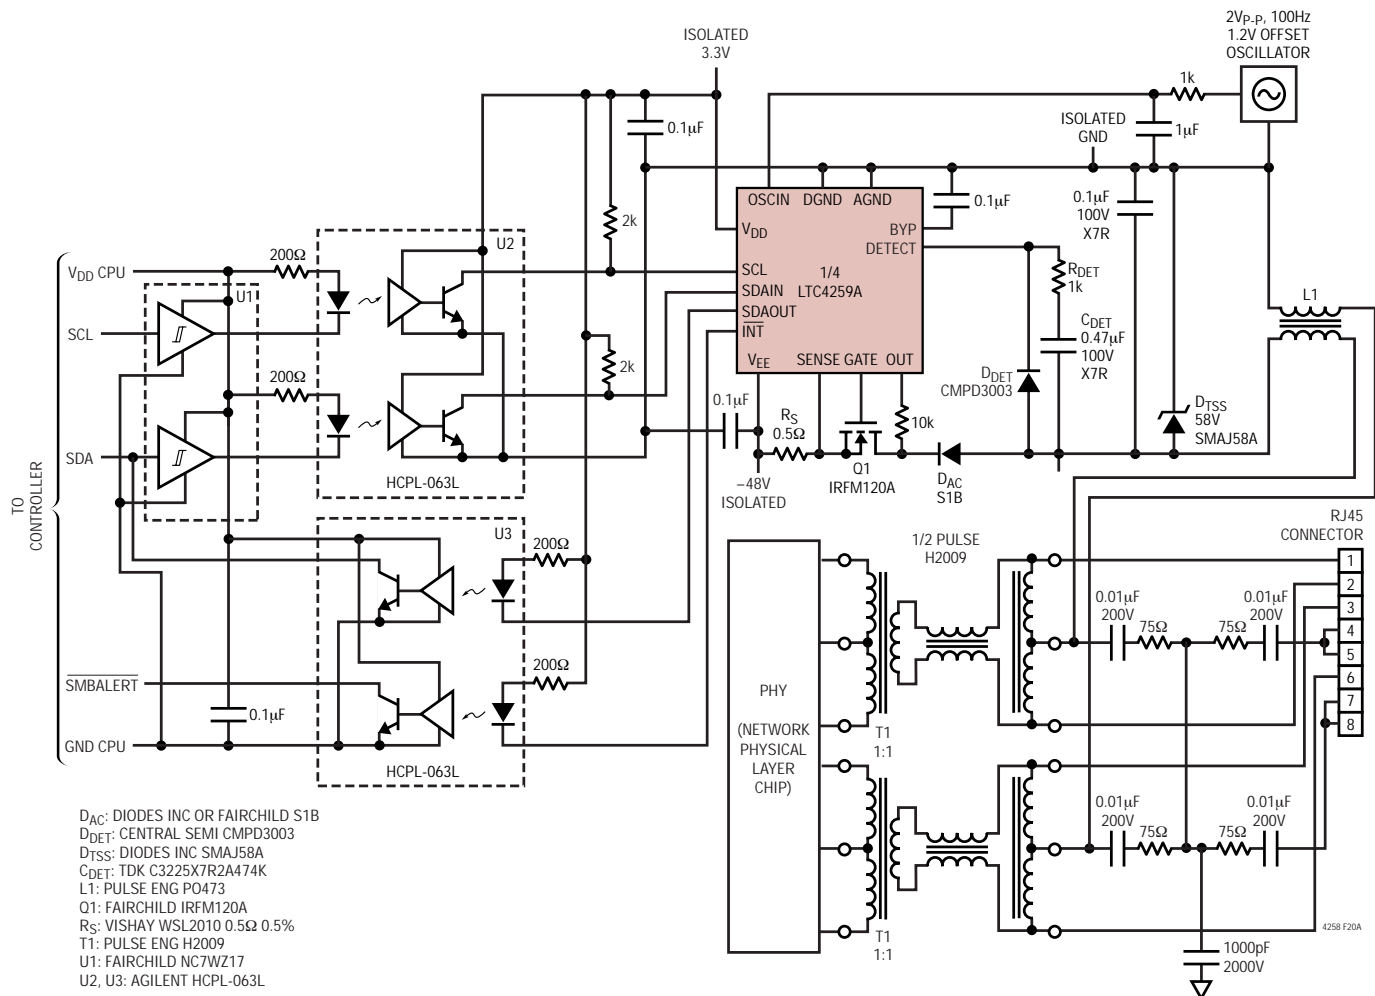 2VP-P, 100Hz
1.2V OFFSET
OSCILLATOR
ISOLATED
3.3V
1k
ISOLATED
GND
1µF
0.1µF
OSCIN DGND AGND
0.1µF
0.1µF
100V
X7R
2k
VDD
BYP
DETECT
U2
200Ω
VDD CPU
U1
SCL
1/4
LTC4259A
RDET
1k
SDAIN
SDAOUT
INT
L1
SCL
CDET
0.47µF
100V
X7R
VEE
SENSE GATE OUT
2k
200Ω
DDET
CMPD3003
0.1µF
RS
0.5Ω
10k
DTSS
58V
SMAJ58A
SDA
Q1
IRFM120A
DAC
S1B
HCPL-063L
–48V
ISOLATED
TO
CONTROLLER
U3
200Ω
1/2 PULSE
H2009
RJ45
CONNECTOR
1
2
3
4
5
6
7
8
0.01µF
200V
75Ω
75Ω
0.01µF
200V
200Ω
SMBALERT
PHY
(NETWORK
PHYSICAL
LAYER
CHIP)
0.1µF
T1
1:1
GND CPU
HCPL-063L
0.01µF
200V
75Ω
75Ω
0.01µF
200V
T1
1:1
1000pF
2000V
4258 F20A
DAC: DIODES INC OR FAIRCHILD S1B
DDET: CENTRAL SEMI CMPD3003
DTSS: DIODES INC SMAJ58A
CDET: TDK C3225X7R2A474K
L1: PULSE ENG PO473
Q1: FAIRCHILD IRFM120A
RS: VISHAY WSL2010 0.5Ω 0.5%
T1: PULSE ENG H2009
U1: FAIRCHILD NC7WZ17
U2, U3: AGILENT HCPL-063L